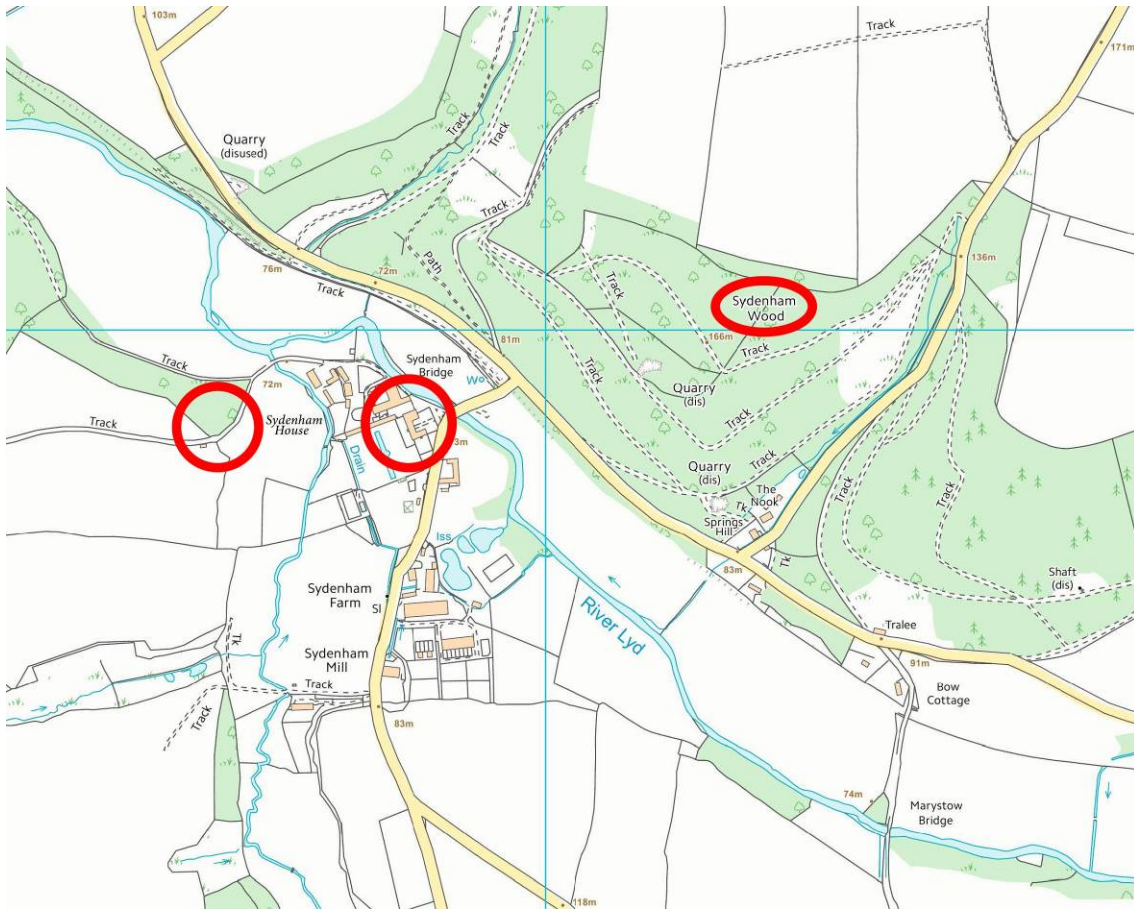 103m
Track
171m
Quarry
(disused)
Track
Track
Track
Path
76m
72m
Track
136m
Track
Sydenham
Wood
81m
166m
Track
Track
Sydenham
Bridge
Track
72m
Quarry
(dis)
Track
Track
Sydenham
House
Drain
Quarry
(dis)
Track
The
Nook
Tk
Track
Track
Springs
Hill
Iss
83m
Tk
Shaft
(dis)
Sydenham
Farm
Sl
River Lyd
Tralee
Tk
Sydenham
Mill
91m
Track
Bow
Cottage
Track
83m
74m
Marystow
Bridge
118m